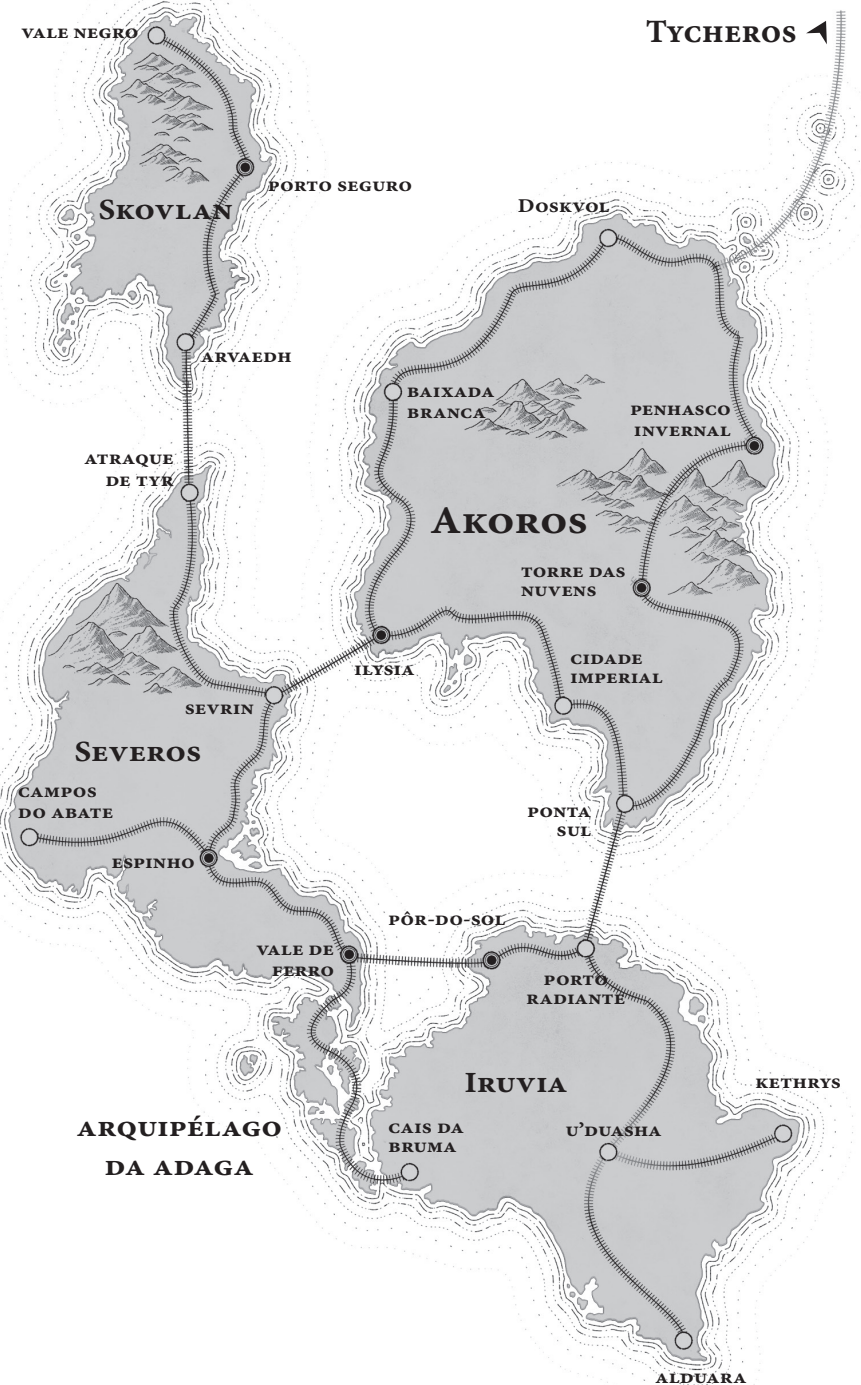 Tycheros
Vale Negro
Porto Seguro
Skovlan
Doskvol
Arvaedh
Baixada
Branca
Penhasco
Invernal
Atraque
de Tyr
Akoros
Torre das
Nuvens
Ilysia
Cidade
Imperial
Sevrin
Severos
Campos
do Abate
Ponta
Sul
Espinho
Pôr-do-Sol
Vale de
Ferro
Porto
Radiante
Iruvia
Kethrys
Arquipélago
da Adaga
Cais da
Bruma
U'Duasha
Alduara